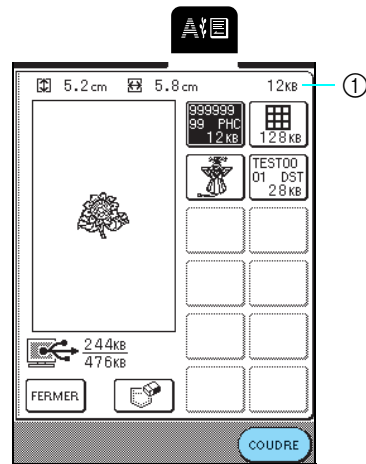 A
5.2cm 5.8cm 12KB
1
999999
99 PHC
12KB
128KB
TEST00
01 DST
28KB
244KB
476KB
FERMER
COUDRE